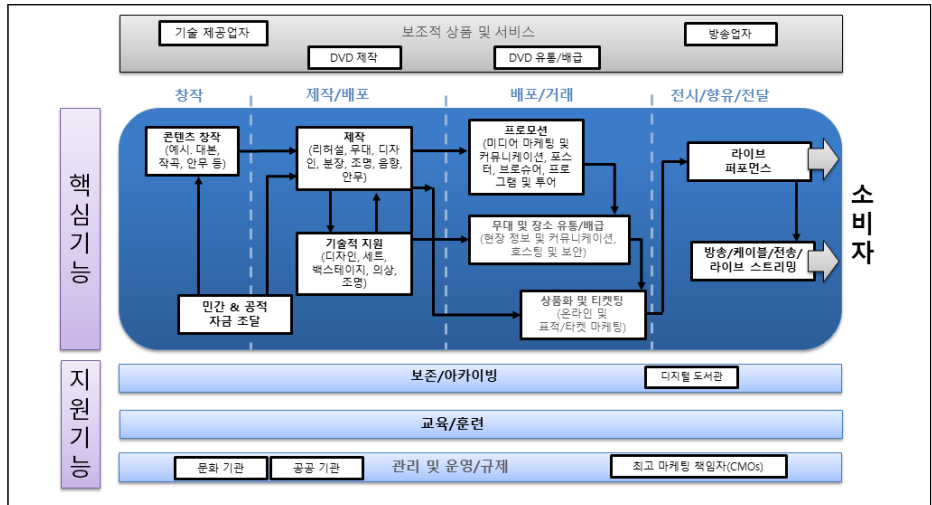 기술 제공업자
보조적 상품 및 서비스
방송업자
DVD 제작
DVD 유통/배급
창작
제작/배포
배포/거래
전시/향유/전달
핵심기능
콘텐츠 창작
(예시. 대본,
작곡, 안무 등)
제작
(리허설, 무대, 디자
인, 분장, 조명, 음향,
안무)
프로모션
(미디어 마케팅 및
커뮤니케이션, 포스
터, 브로슈어, 프로
그램 및 투어
라이브
퍼포먼스
소비자
기술적 지원
(디자인, 세트,
백스테이지, 의상,
조명)
무대 및 장소 유통/배급
(현장 정보 및 커뮤니케이션,
호스팅 및 보안)
방송/케이블/전송/
라이브 스트리밍
민간 & 공적
자금 조달
상품화 및 티켓팅
(온라인 및
표적/타켓 마케팅)
지원기능
보존/아카이빙
디지털 도서관
교육/훈련
문화 기관
공공 기관
관리 및 운영/규제
최고 마케팅 책임자(CMOs)